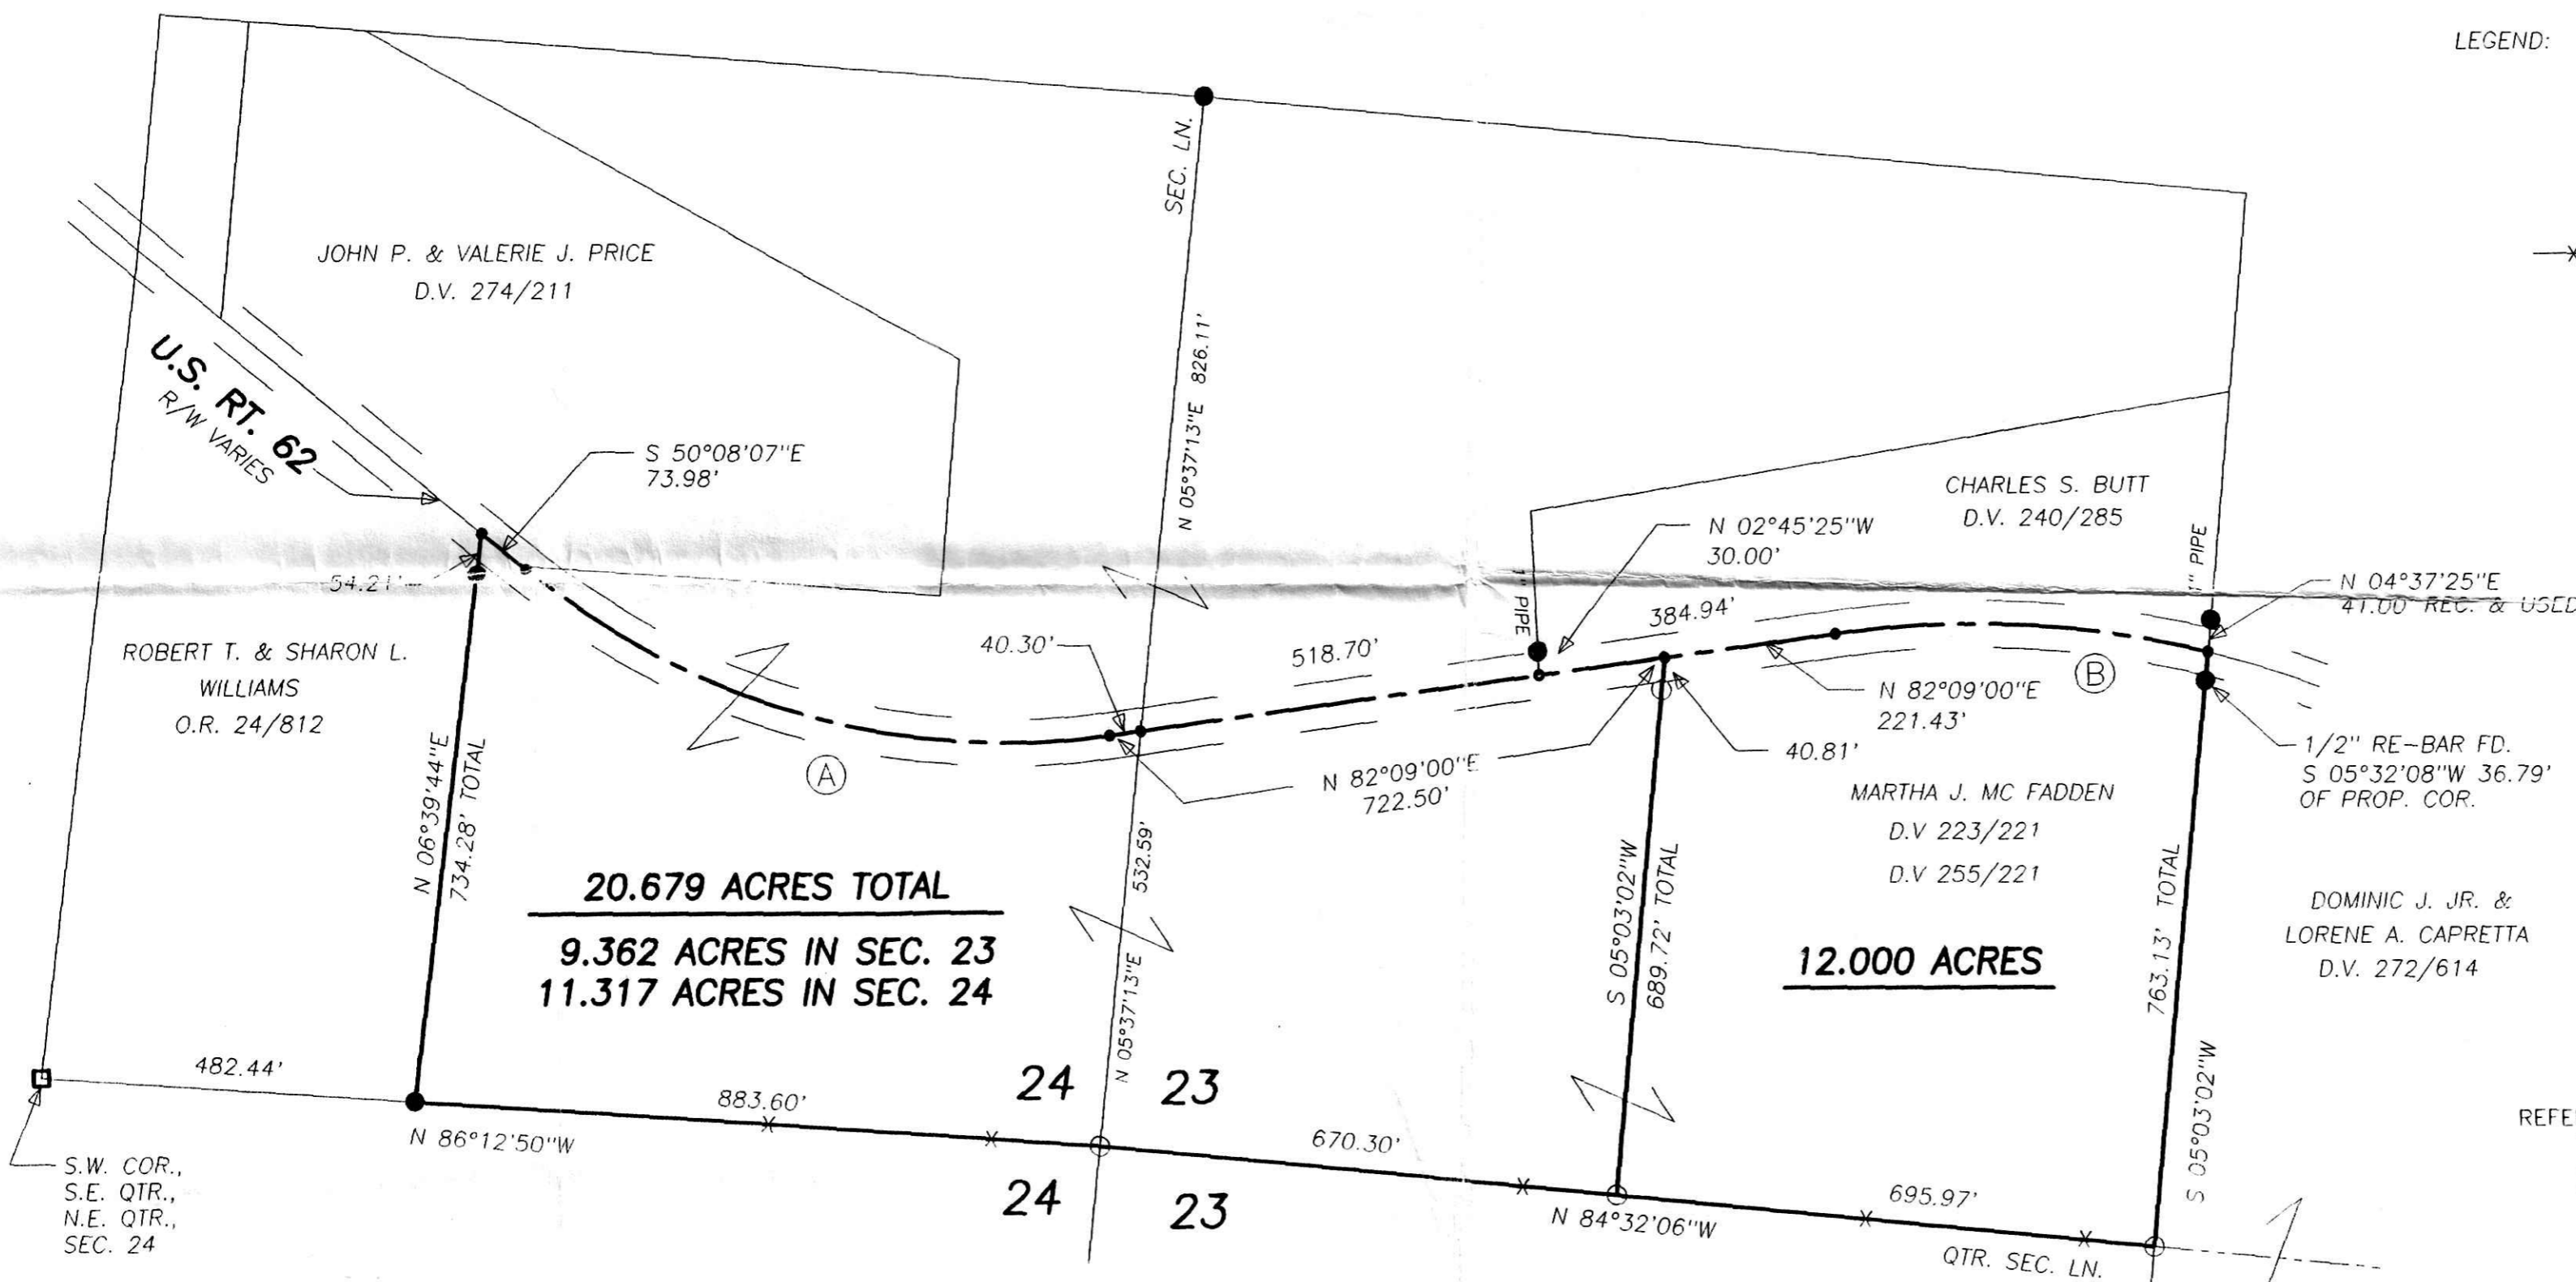 LEGEND:
SEC. LN.
JOHN P. & VALERIE J. PRICE
D.V. 274/211
U.S. RT. 62
R/W VARIES
S 50°08'07"E
73.98'
N 05°37'13"E 826.11'
CHARLES S. BUTT
D.V. 240/285
N 02°45'25"W
30.00'
1" PIPE
1" PIPE
N 04°37'25"E
41.00 REC. & USED
54.21'
384.94'
ROBERT T. & SHARON L.
WILLIAMS
O.R. 24/812
40.30'
518.70'
N 82°09'00"E
221.43'
B
40.81'
1/2" RE-BAR FD.
S 05°32'08"W 36.79'
OF PROP. COR.
A
N 82°09'00"E
722.50'
MARTHA J. MC FADDEN
D.V 223/221
D.V 255/221
N 06°39'44"E
734.28' TOTAL
20.679 ACRES TOTAL
9.362 ACRES IN SEC. 23
11.317 ACRES IN SEC. 24
N 05°37'13"E 532.59'
S 05°03'02"W
689.72' TOTAL
12.000 ACRES
763.13' TOTAL
S 05°03'02"W
DOMINIC J. JR. &
LORENE A. CAPRETTA
D.V. 272/614
482.44'
883.60'
24 23
N 86°12'50"W
670.30'
S.W. COR.,
S.E. QTR.,
N.E. QTR.,
SEC. 24
24 23
695.97'
N 84°32'06"W
QTR. SEC. LN.